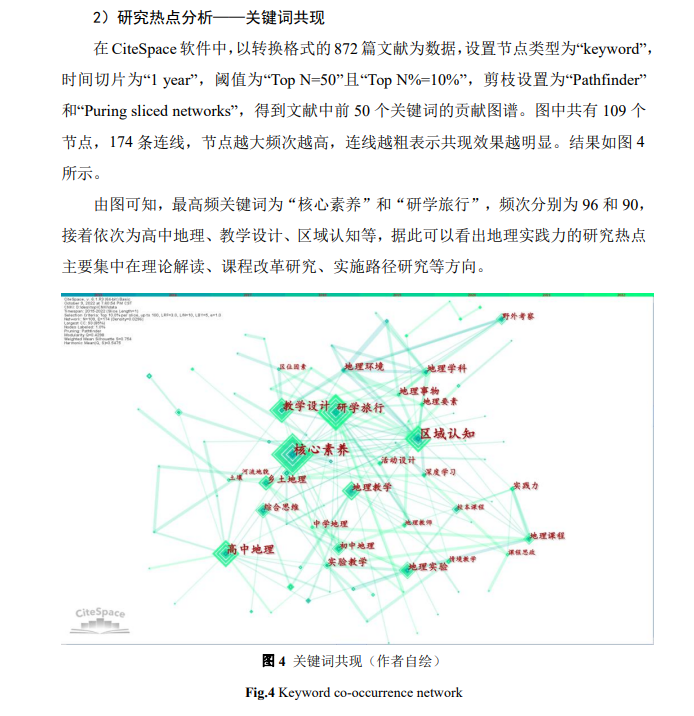 2）研究热点分析——关键词共现
在 CiteSpace 软件中，以转换格式的 872 篇文献为数据，设置节点类型为“keyword”，
时间切片为“1 year”，阈值为“Top N=50”且“Top N%=10%”，剪枝设置为“Pathfinder”
和“Puring sliced networks”，得到文献中前 50 个关键词的贡献图谱。图中共有 109 个
节点，174 条连线，节点越大频次越高，连线越粗表示共现效果越明显。结果如图 4
所示。
由图可知，最高频关键词为“核心素养”和“研学旅行”，频次分别为 96 和 90，
接着依次为高中地理、教学设计、区域认知等，据此可以看出地理实践力的研究热点
主要集中在理论解读、课程改革研究、实施路径研究等方向。
野外考察
区位因素
地理环境
地理学科
地理事物
地理要素
教学设计
研学旅行
区域认知
核心素养
活动设计
河流地貌
深度学习
土壤
乡土地理
地理教学
实践力
综合思维
校本课程
中学地理
地理教师
地理课程
高中地理
初中地理
课程思政
实验教学
情境教学
地理实验
CiteSpace
图 4 关键词共现（作者自绘）
Fig.4 Keyword co-occurrence network